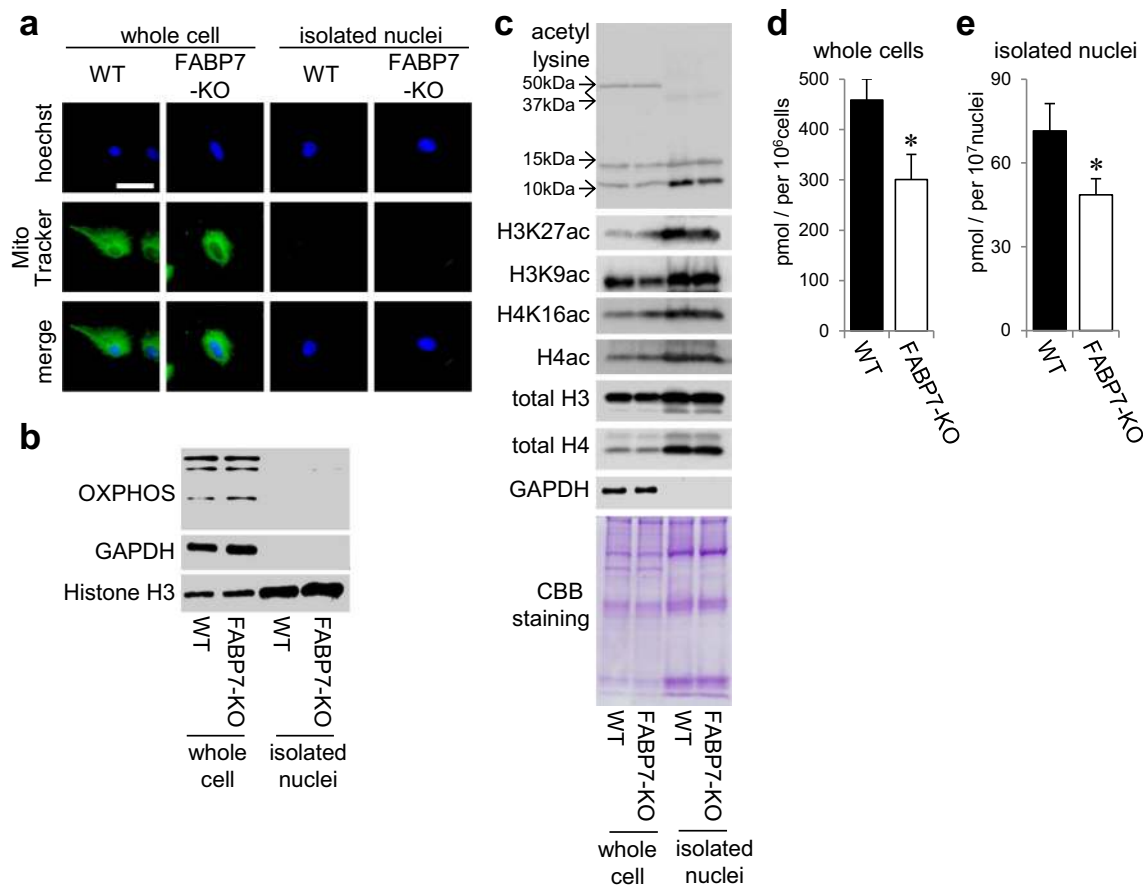 a
whole cell
isolated nuclei
WT
FABP7
-KO
WT
FABP7
-KO
hoechst
Mito
Tracker
merge
b
OXPHOS
GAPDH
Histone H3
WT
FABP7-KO
WT
FABP7-KO
whole
cell
isolated
nuclei
c
acetyl
lysine
50kDa
37kDa
15kDa
10kDa
H3K27ac
H3K9ac
H4K16ac
H4ac
total H3
total H4
GAPDH
CBB
staining
WT
FABP7-KO
WT
FABP7-KO
whole
cell
isolated
nuclei
d
whole cells
pmol / per 10⁶cells
500
400
300
200
100
0
*
WT
FABP7-KO
e
isolated nuclei
pmol / per 10⁷nuclei
90
60
30
0
*
WT
FABP7-KO